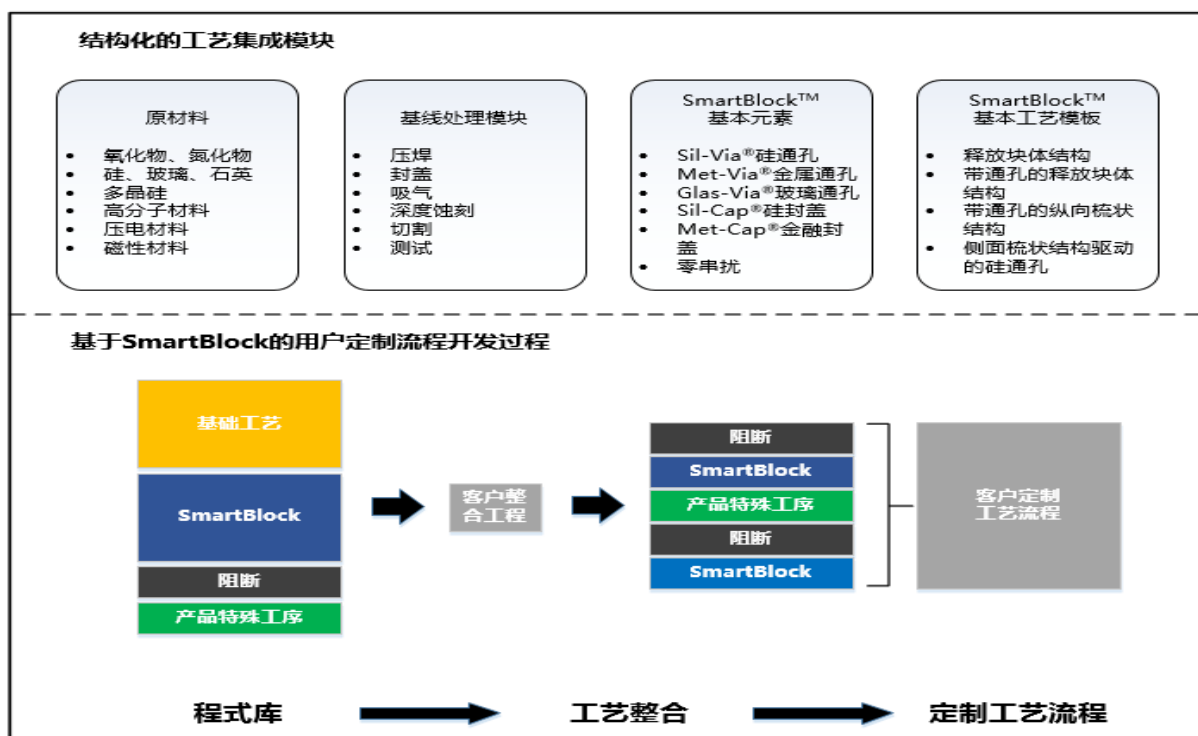 结构化的工艺集成模块
原材料
• 氧化物、氮化物
• 硅、玻璃、石英
• 多晶硅
• 高分子材料
• 压电材料
• 磁性材料
基线处理模块
• 压焊
• 封盖
• 吸气
• 深度蚀刻
• 切割
• 测试
SmartBlock™
基本元素
• Sil-Via®硅通孔
• Met-Via®金属通孔
• Glas-Via®玻璃通孔
• Sil-Cap®硅封盖
• Met-Cap®金融封
盖
• 零串扰
SmartBlock™
基本工艺模板
• 释放块体结构
• 带通孔的释放块体
结构
• 带通孔的纵向梳状
结构
• 侧面梳状结构驱动
的硅通孔
基于SmartBlock的用户定制流程开发过程
基础工艺
SmartBlock
阻断
产品特殊工序
客户整
合工程
阻断
SmartBlock
产品特殊工序
阻断
SmartBlock
客户定制
工艺流程
程式库
工艺整合
定制工艺流程